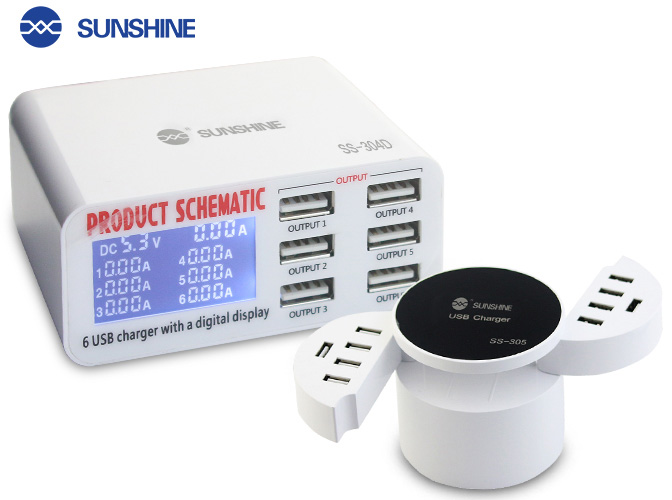 SUNSHINE
SUNSHINE
SS-304D
PRODUCT SCHEMATIC
OUTPUT
DC 5.3 V 0.00 A
1 0.00 A 4 0.00 A
2 0.00 A 5 0.00 A
3 0.00 A 6 0.00 A
OUTPUT 1
OUTPUT 4
OUTPUT 2
OUTPUT 5
OUTPUT 3
6 USB charger with a digital display
SUNSHINE
USB Charger
SS-305